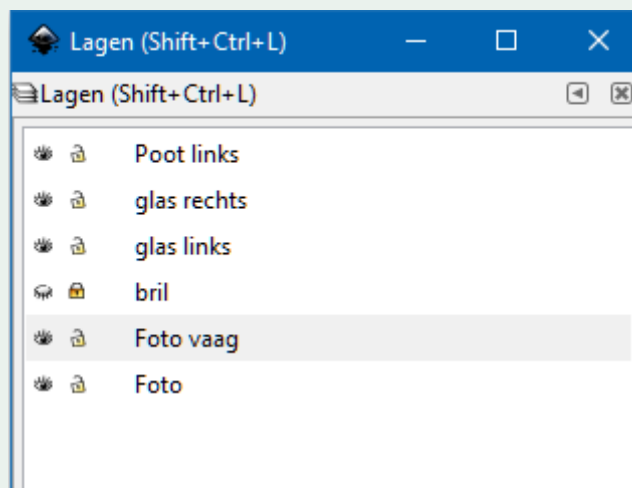 Lagen (Shift+Ctrl+L)
Lagen (Shift+Ctrl+L)
Poot links
glas rechts
glas links
bril
Foto vaag
Foto